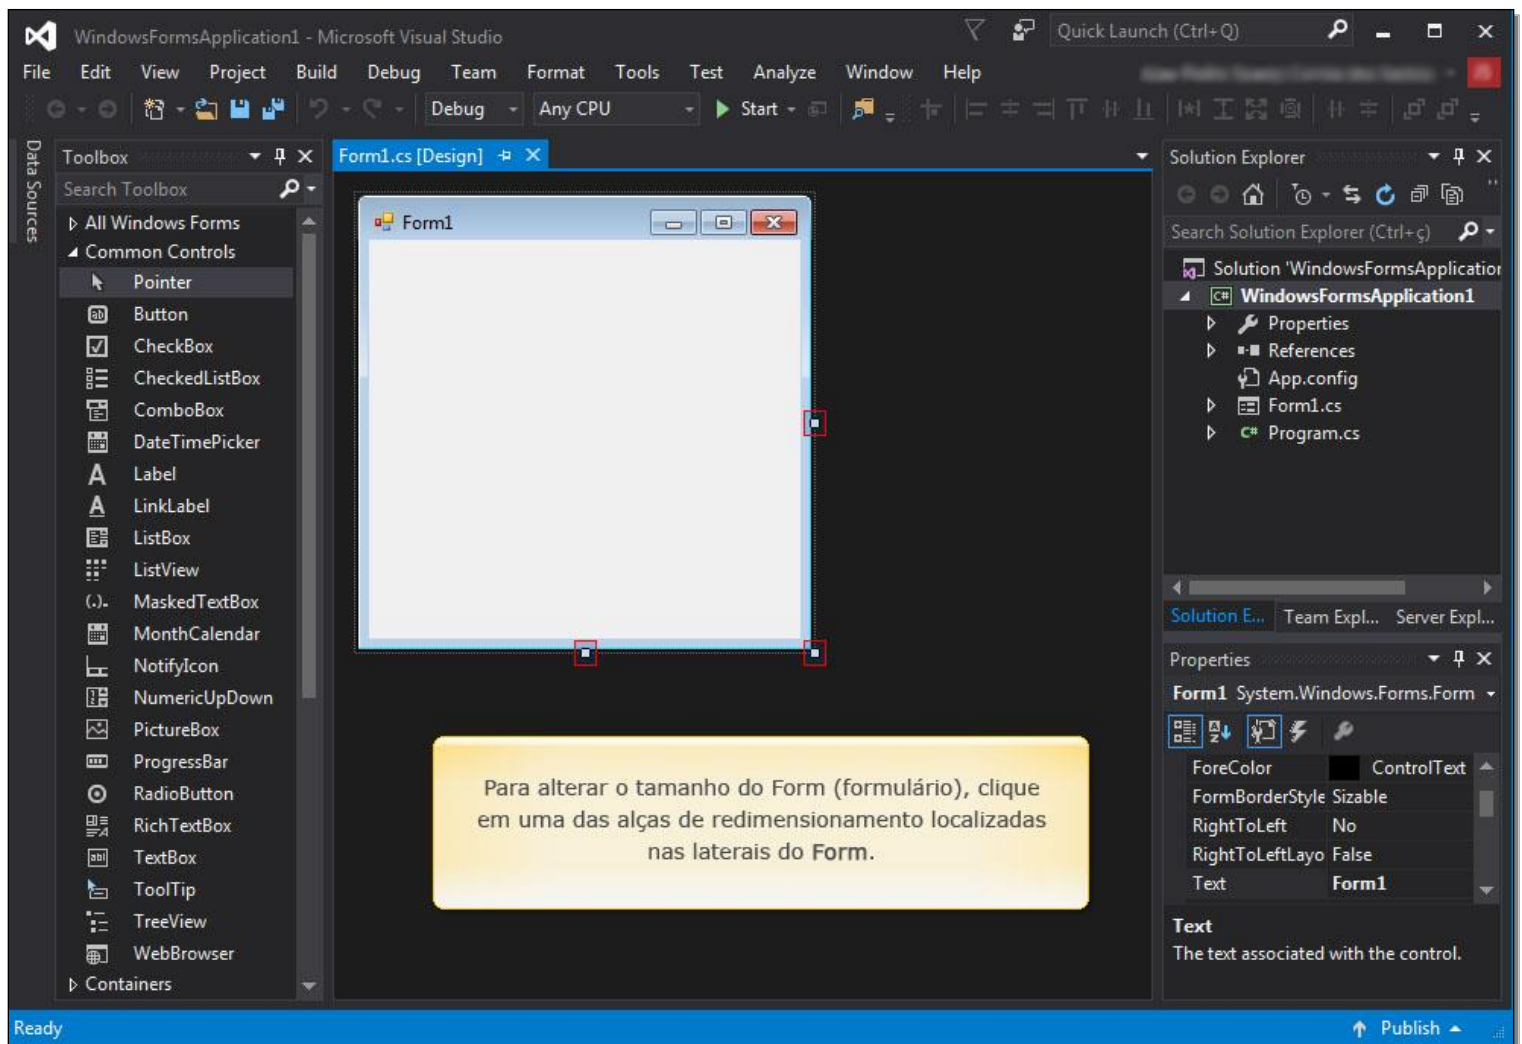 WindowsFormsApplication1 - Microsoft Visual Studio
Quick Launch (Ctrl+Q)
File Edit View Project Build Debug Team Format Tools Test Analyze Window Help
Debug Any CPU Start
Data Sources
Toolbox
Search Toolbox
All Windows Forms
Common Controls
Pointer
Button
CheckBox
CheckedListBox
ComboBox
DateTimePicker
Label
LinkLabel
ListBox
ListView
MaskedTextBox
MonthCalendar
NotifyIcon
NumericUpDown
PictureBox
ProgressBar
RadioButton
RichTextBox
TextBox
ToolTip
TreeView
WebBrowser
Containers
Form1.cs [Design]
Form1
Para alterar o tamanho do Form (formulário), clique
em uma das alças de redimensionamento localizadas
nas laterais do Form.
Solution Explorer
Search Solution Explorer (Ctrl+ç)
Solution 'WindowsFormsApplication
WindowsFormsApplication1
Properties
References
App.config
Form1.cs
C# Program.cs
Solution E... Team Expl... Server Expl...
Properties
Form1 System.Windows.Forms.Form
ForeColor ControlText
FormBorderStyle Sizable
RightToLeft No
RightToLeftLayo False
Text Form1
Text
The text associated with the control.
Ready
Publish